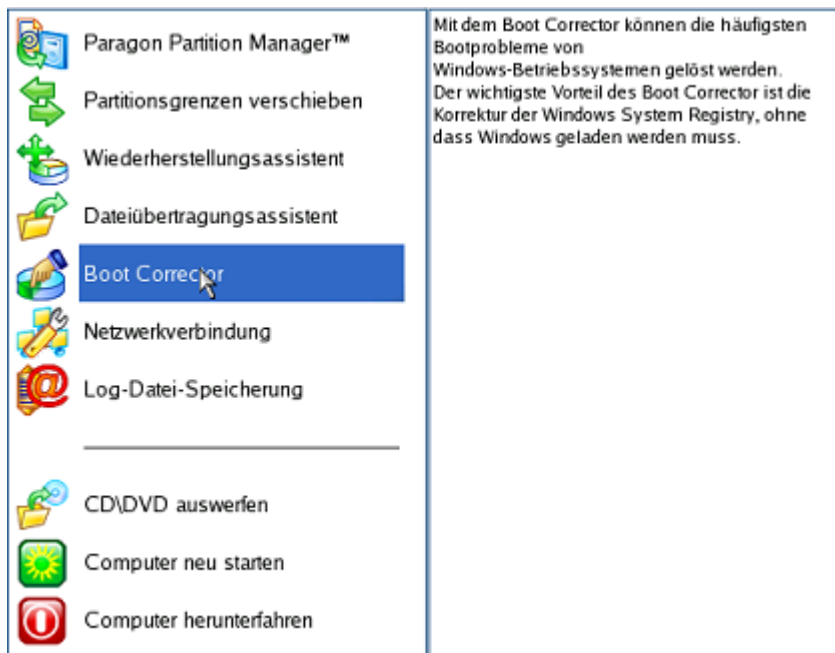 Paragon Partition Manager™
Partitionsgrenzen verschieben
Wiederherstellungsassistent
Dateiübertragungsassistent
Boot Corrector
Netzwerkverbindung
Log-Datei-Speicherung
CD\DVD auswerfen
Computer neu starten
Computer herunterfahren
Mit dem Boot Corrector können die häufigsten
Bootprobleme von
Windows-Betriebssystemen gelöst werden.
Der wichtigste Vorteil des Boot Corrector ist die
Korrektur der Windows System Registry, ohne
dass Windows geladen werden muss.